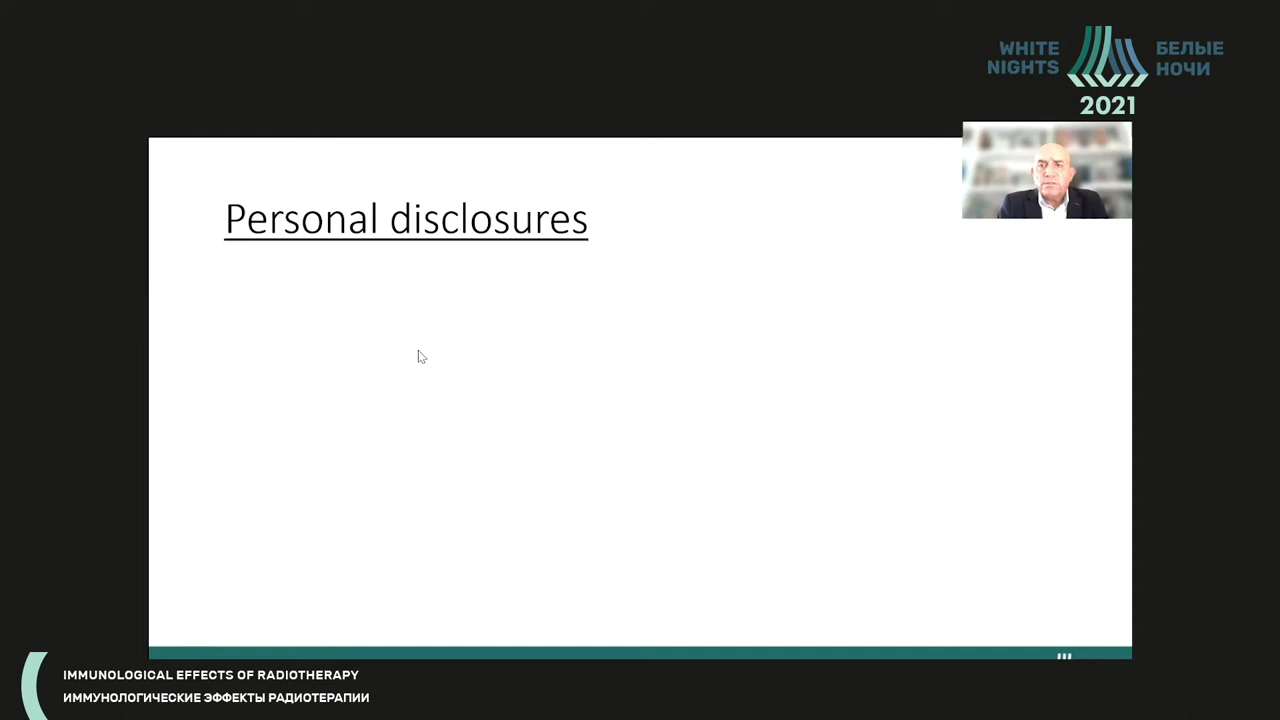 WHITE
NIGHTS
БЕЛЫЕ
НОЧИ
2021
Personal disclosures
IMMUNOLOGICAL EFFECTS OF RADIOTHERAPY
ИММУНОЛОГИЧЕСКИЕ ЭФФЕКТЫ РАДИОТЕРАПИИ